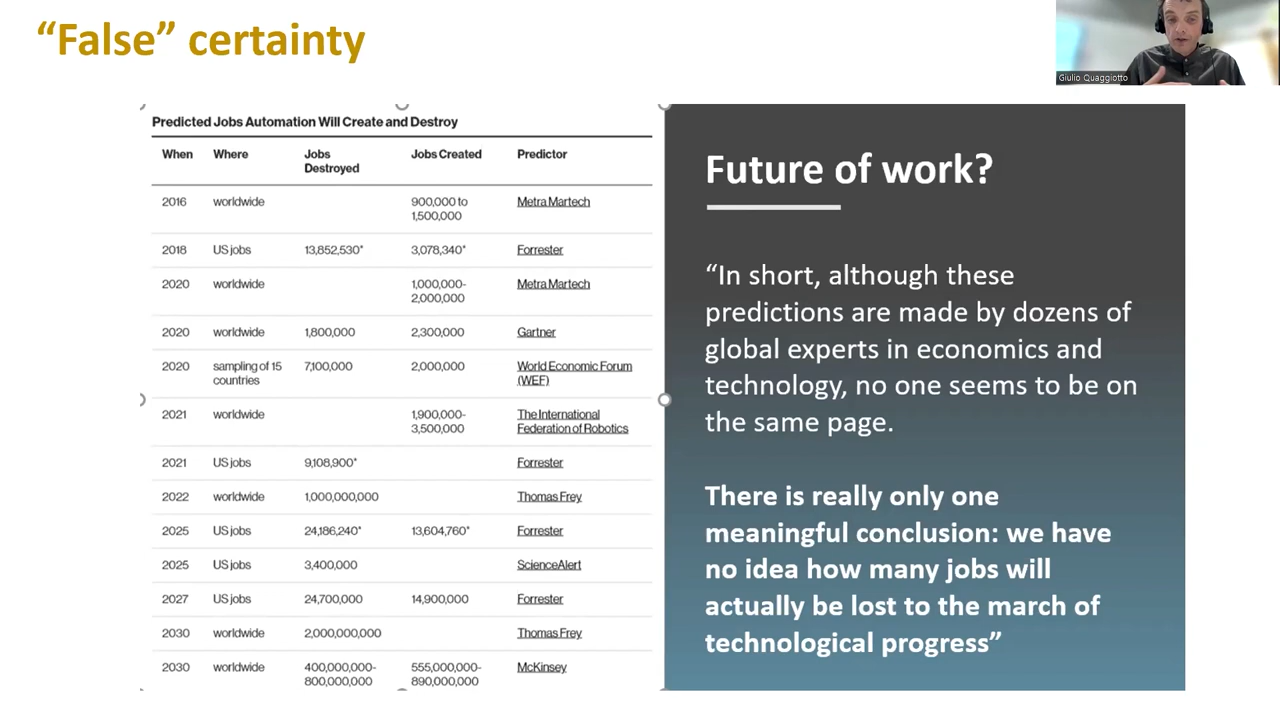 “False” certainty
Giulio Quaggiotto
Predicted Jobs Automation Will Create and Destroy
When Where Jobs Destroyed Jobs Created Predictor
2016 worldwide 900,000 to 1,500,000 Metra Martech
2018 US jobs 13,852,530* 3,078,340* Forrester
2020 worldwide 1,000,000-2,000,000 Metra Martech
2020 worldwide 1,800,000 2,300,000 Gartner
2020 sampling of 15 countries 7,100,000 2,000,000 World Economic Forum (WEF)
2021 worldwide 1,900,000-3,500,000 The International Federation of Robotics
2021 US jobs 9,108,900* Forrester
2022 worldwide 1,000,000,000 Thomas Frey
2025 US jobs 24,186,240* 13,604,760* Forrester
2025 US jobs 3,400,000 ScienceAlert
2027 US jobs 24,700,000 14,900,000 Forrester
2030 worldwide 2,000,000,000 Thomas Frey
2030 worldwide 400,000,000-800,000,000 555,000,000-890,000,000 McKinsey
Future of work?
“In short, although these
predictions are made by dozens of
global experts in economics and
technology, no one seems to be on
the same page.
There is really only one
meaningful conclusion: we have
no idea how many jobs will
actually be lost to the march of
technological progress”